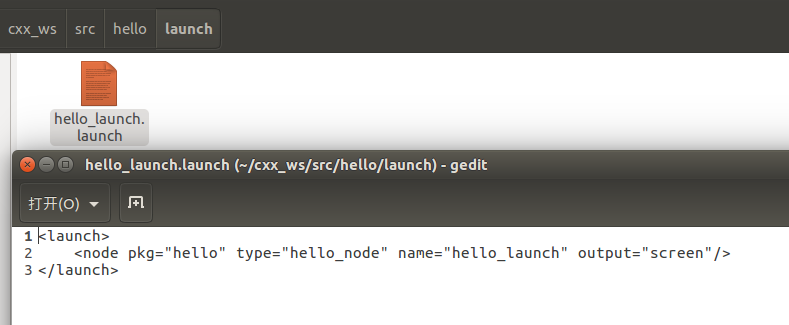 cxx_ws src hello launch
hello_launch.
launch
hello_launch.launch (~/cxx_ws/src/hello/launch) - gedit
打开(O)
1 <launch>
2     <node pkg="hello" type="hello_node" name="hello_launch" output="screen"/>
3 </launch>